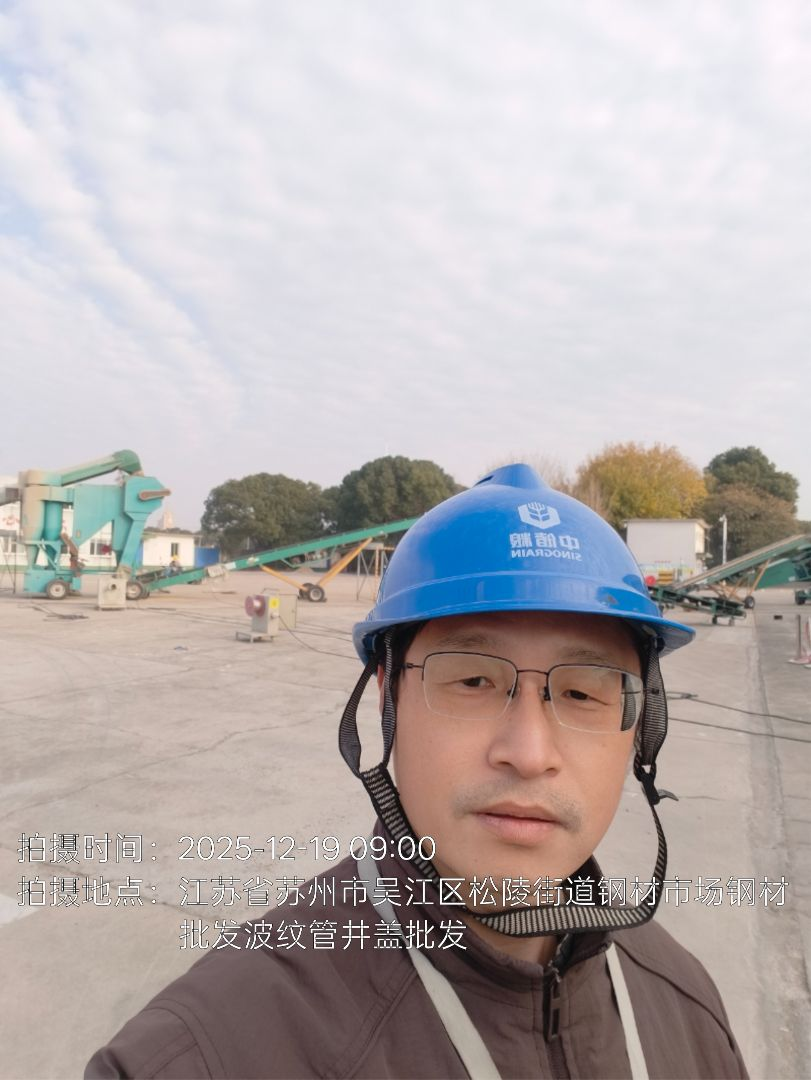 中储粮
SINOGRAIN
拍摄时间：2025-12-19 09:00
拍摄地点：江苏省苏州市吴江区松陵街道钢材市场钢材
批发波纹管井盖批发